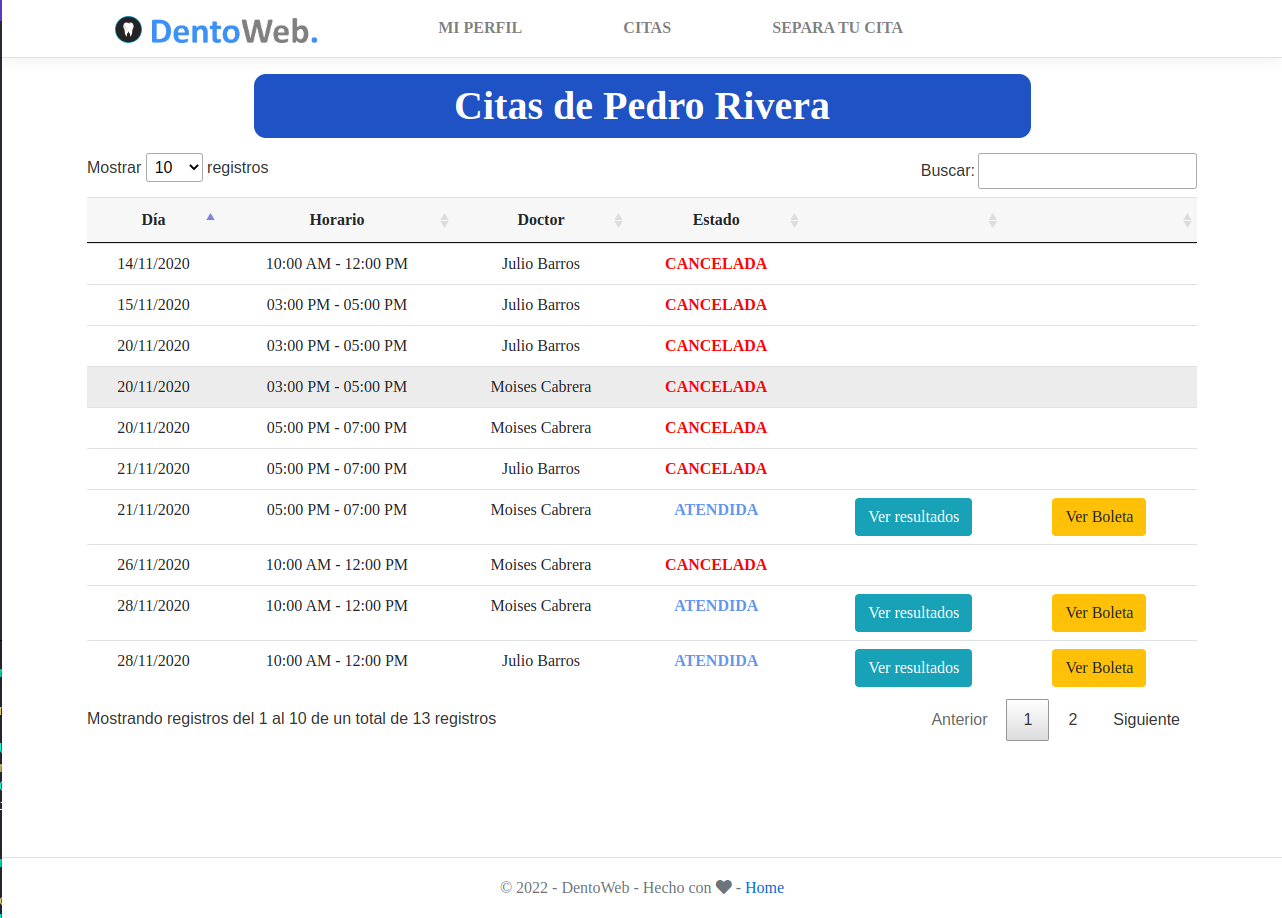 DentoWeb. MI PERFIL CITAS SEPARA TU CITA
Citas de Pedro Rivera
Mostrar 10 registros Buscar:
Día Horario Doctor Estado
14/11/2020 10:00 AM - 12:00 PM Julio Barros CANCELADA
15/11/2020 03:00 PM - 05:00 PM Julio Barros CANCELADA
20/11/2020 03:00 PM - 05:00 PM Julio Barros CANCELADA
20/11/2020 03:00 PM - 05:00 PM Moises Cabrera CANCELADA
20/11/2020 05:00 PM - 07:00 PM Moises Cabrera CANCELADA
21/11/2020 05:00 PM - 07:00 PM Julio Barros CANCELADA
21/11/2020 05:00 PM - 07:00 PM Moises Cabrera ATENDIDA Ver resultados Ver Boleta
26/11/2020 10:00 AM - 12:00 PM Moises Cabrera CANCELADA
28/11/2020 10:00 AM - 12:00 PM Moises Cabrera ATENDIDA Ver resultados Ver Boleta
28/11/2020 10:00 AM - 12:00 PM Julio Barros ATENDIDA Ver resultados Ver Boleta
Mostrando registros del 1 al 10 de un total de 13 registros Anterior 1 2 Siguiente
© 2022 - DentoWeb - Hecho con ❤ - Home